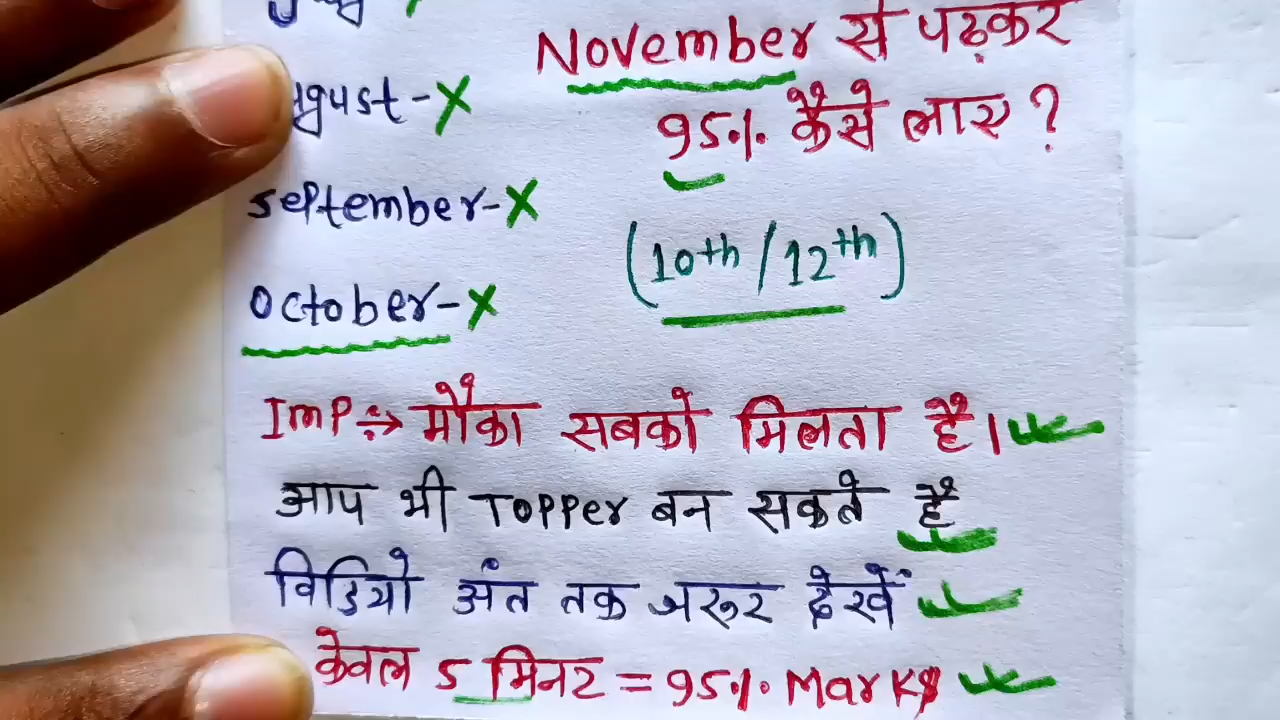 November से पढ़कर
95% कैसे लाए ?
(10th / 12th)
august - X
september - X
october - X
Imp ⇒ मौका सबको मिलता है।
आप भी Topper बन सकते है
विडियो अंत तक जरूर देखें
केवल 5 मिनट = 95% Marks